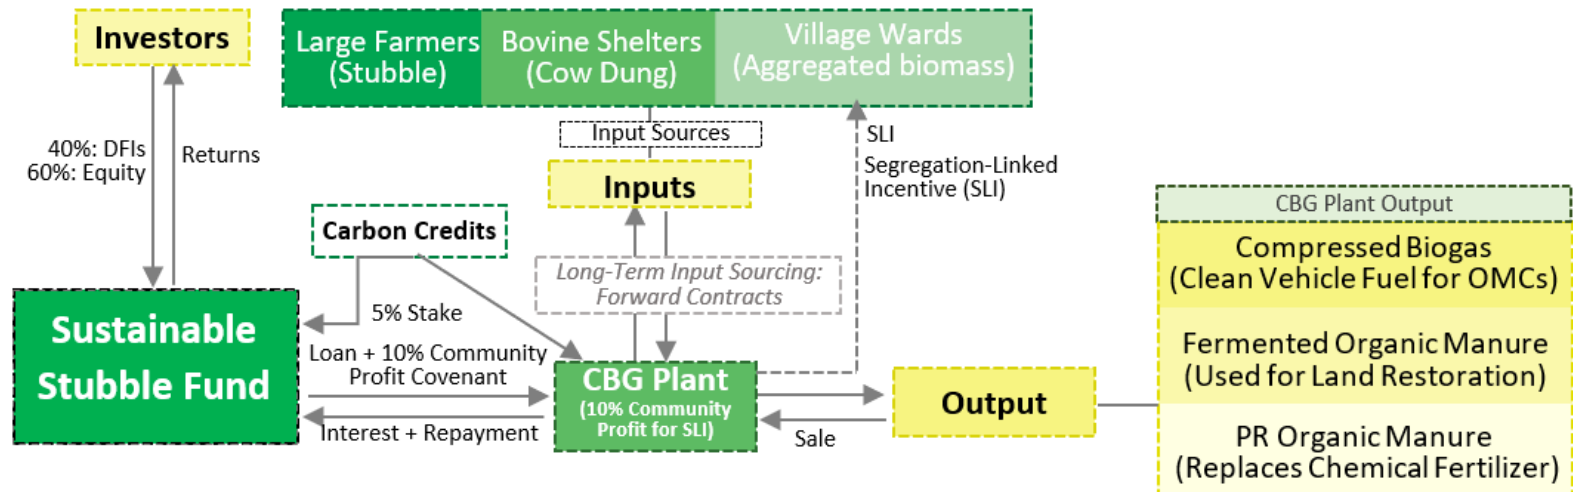 Investors
Large Farmers
(Stubble)
Bovine Shelters
(Cow Dung)
Village Wards
(Aggregated biomass)
40%: DFIs
60%: Equity
Returns
Input Sources
SLI
Segregation-Linked
Incentive (SLI)
Inputs
Carbon Credits
Long-Term Input Sourcing:
Forward Contracts
5% Stake
Sustainable
Stubble Fund
Loan + 10% Community
Profit Covenant
Interest + Repayment
CBG Plant
(10% Community
Profit for SLI)
Sale
Output
CBG Plant Output
Compressed Biogas
(Clean Vehicle Fuel for OMCs)
Fermented Organic Manure
(Used for Land Restoration)
PR Organic Manure
(Replaces Chemical Fertilizer)